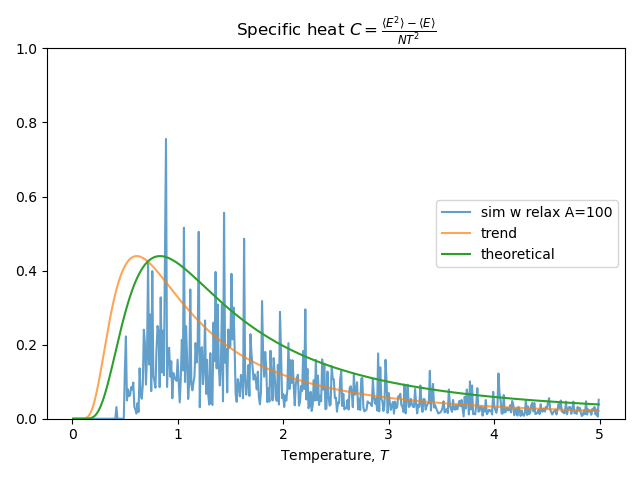 Specific heat $C = \frac{\langle E^2 \rangle - \langle E \rangle}{NT^2}$
1.0
0.8
0.6
0.4
0.2
0.0
sim w relax A=100
trend
theoretical
0 1 2 3 4 5
Temperature, $T$